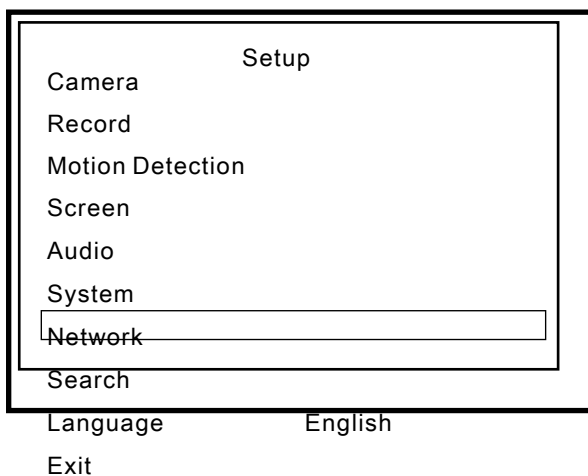 Setup
Camera
Record
Motion Detection
Screen
Audio
System
Network
Search
Language English
Exit